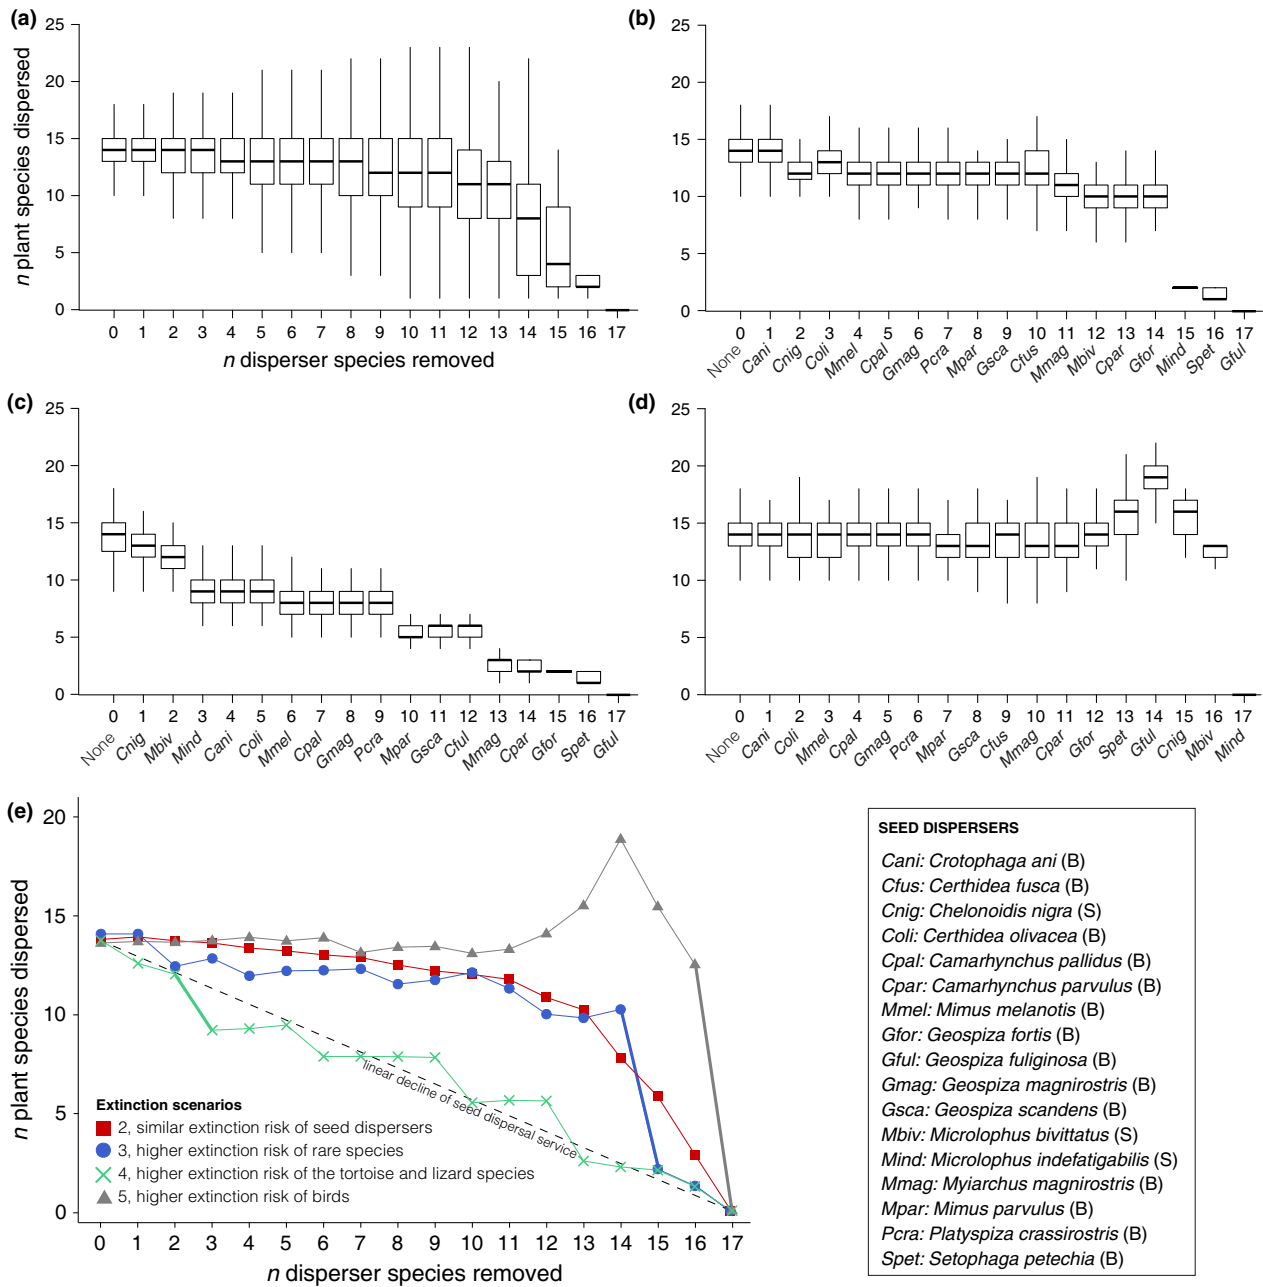 (a)
25
20
15
10
5
0
n plant species dispersed
0 1 2 3 4 5 6 7 8 9 10 11 12 13 14 15 16 17
n disperser species removed
(b)
25
20
15
10
5
0
0 1 2 3 4 5 6 7 8 9 10 11 12 13 14 15 16 17
None Cani Cnig Coli Mmel Cpal Gmag Pcra Mpar Gsca Cfus Mmag Mbiv Cpar Gfor Mind Spet Gful
(c)
25
20
15
10
5
0
0 1 2 3 4 5 6 7 8 9 10 11 12 13 14 15 16 17
None Cnig Mbiv Mind Cani Coli Mmel Cpal Gmag Pcra Mpar Gsca Cful Mmag Cpar Gfor Spet Gful
(d)
25
20
15
10
5
0
0 1 2 3 4 5 6 7 8 9 10 11 12 13 14 15 16 17
None Cani Coli Mmel Cpal Gmag Pcra Mpar Gsca Cfus Mmag Cpar Gfor Spet Gful Cnig Mbiv Mind
(e)
20
15
10
5
0
n plant species dispersed
linear decline of seed dispersal service
Extinction scenarios
2, similar extinction risk of seed dispersers
3, higher extinction risk of rare species
4, higher extinction risk of the tortoise and lizard species
5, higher extinction risk of birds
0 1 2 3 4 5 6 7 8 9 10 11 12 13 14 15 16 17
n disperser species removed
SEED DISPERSERS
Cani: Crotophaga ani (B)
Cfus: Certhidea fusca (B)
Cnig: Chelonoidis nigra (S)
Coli: Certhidea olivacea (B)
Cpal: Camarhynchus pallidus (B)
Cpar: Camarhynchus parvulus (B)
Mmel: Mimus melanotis (B)
Gfor: Geospiza fortis (B)
Gful: Geospiza fuliginosa (B)
Gmag: Geospiza magnirostris (B)
Gsca: Geospiza scandens (B)
Mbiv: Microlophus bivittatus (S)
Mind: Microlophus indefatigabilis (S)
Mmag: Myiarchus magnirostris (B)
Mpar: Mimus parvulus (B)
Pcra: Platyspiza crassirostris (B)
Spet: Setophaga petechia (B)